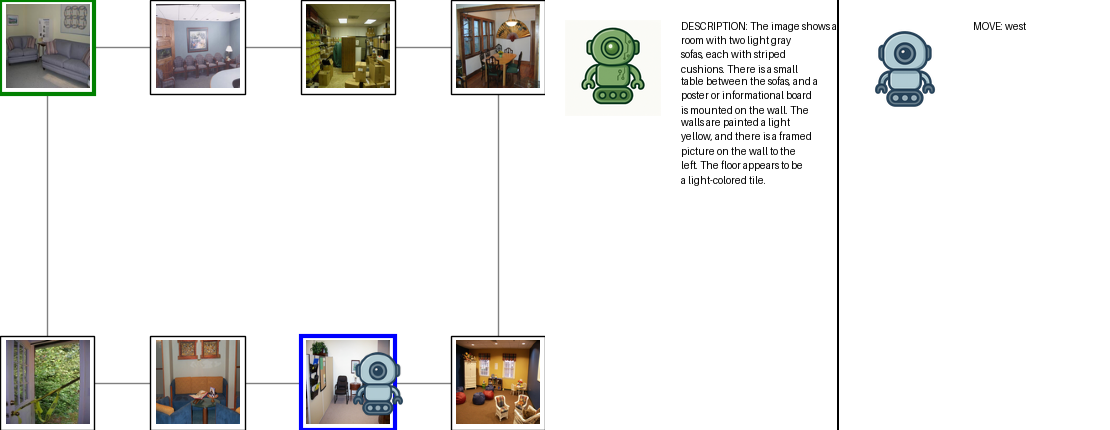 DESCRIPTION: The image shows a
room with two light gray
sofas, each with striped
cushions. There is a small
table between the sofas, and a
poster or informational board
is mounted on the wall. The
walls are painted a light
yellow, and there is a framed
picture on the wall to the
left. The floor appears to be
a light-colored tile.
MOVE: west